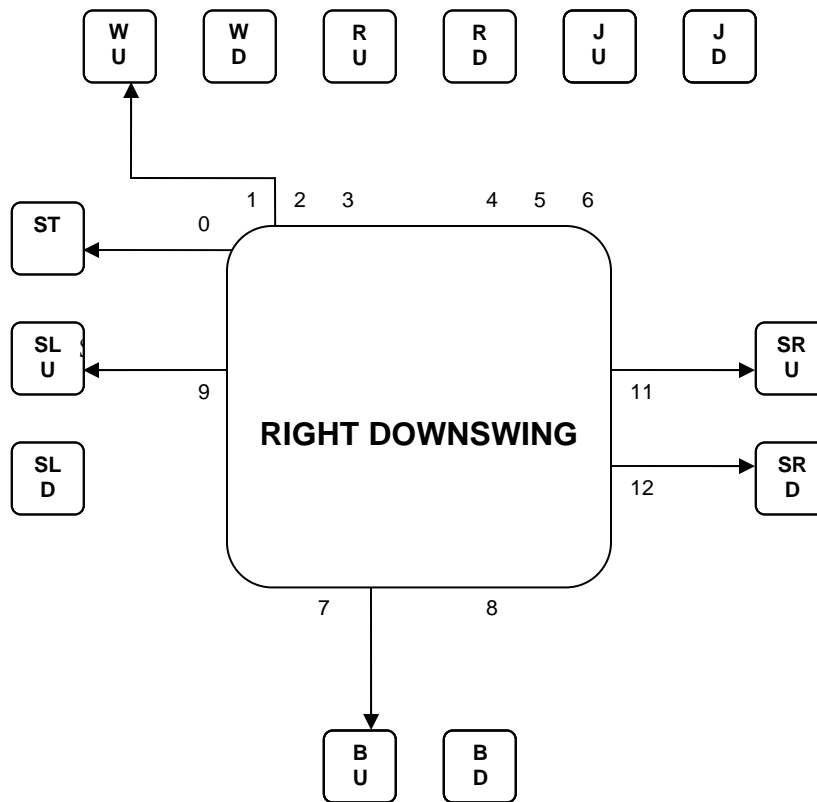 W W R R J J
U D U D U D
1 2 3 4 5 6
ST 0
SL SR
U U
9 11
RIGHT DOWNSWING
SL SR
D D
12
7 8
B B
U D